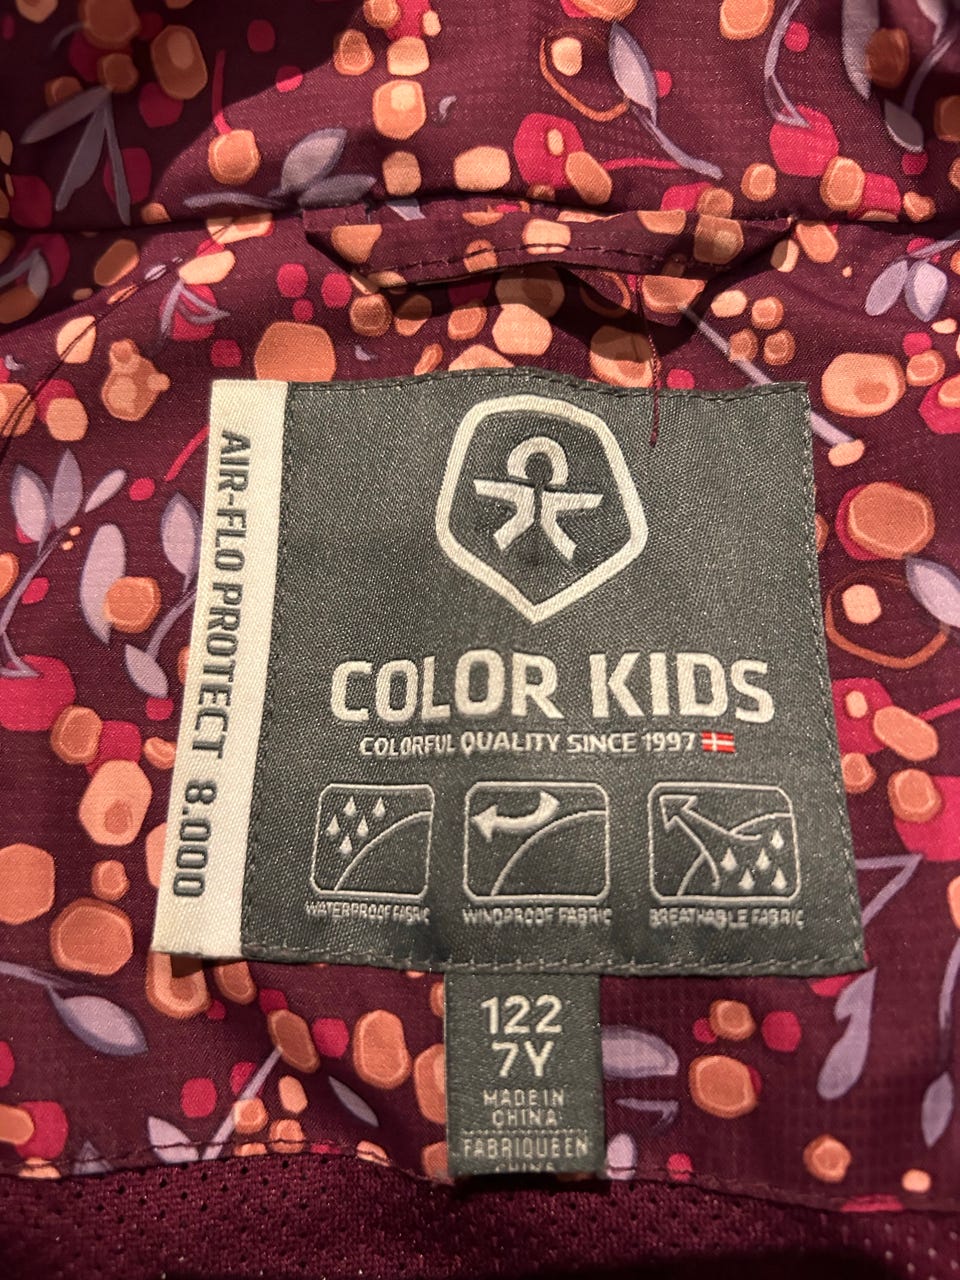 AIR-FLO PROTECT 8.000
COLOR KIDS
COLORFUL QUALITY SINCE 1997
WATERPROOF FABRIC
WINDPROOF FABRIC
BREATHABLE FABRIC
122
7Y
MADE IN
CHINA
FABRIQUE EN
CHINE